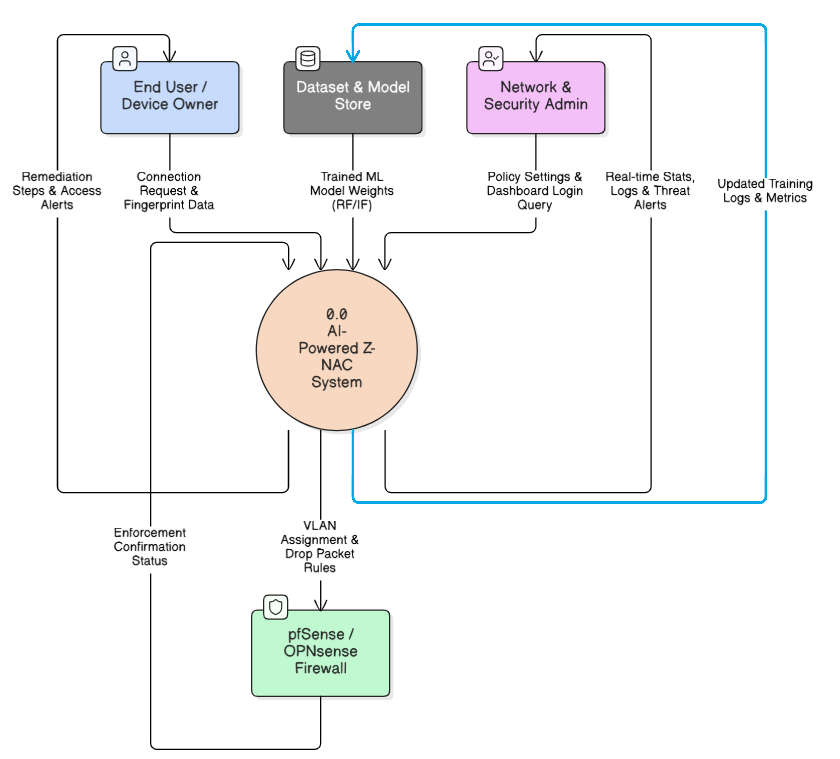 End User /
Device Owner
Dataset & Model
Store
Network &
Security Admin
Remediation
Steps & Access
Alerts
Connection
Request &
Fingerprint Data
Trained ML
Model Weights
(RF/IF)
Policy Settings &
Dashboard Login
Query
Real-time Stats,
Logs & Threat
Alerts
Updated Training
Logs & Metrics
0.0
AI-
Powered Z-
NAC
System
Enforcement
Confirmation
Status
VLAN
Assignment &
Drop Packet
Rules
pfSense /
OPNsense
Firewall